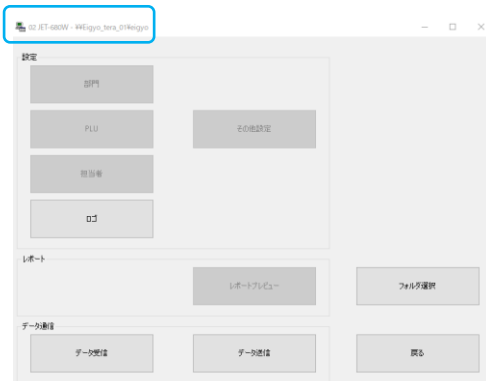 02 JET-680W - ¥¥Eigyo_tera_01¥eigyo
設定
部門
PLU
その他設定
担当者
ロゴ
レポート
レポートプレビュー
フォルダ選択
データ通信
データ受信
データ送信
戻る